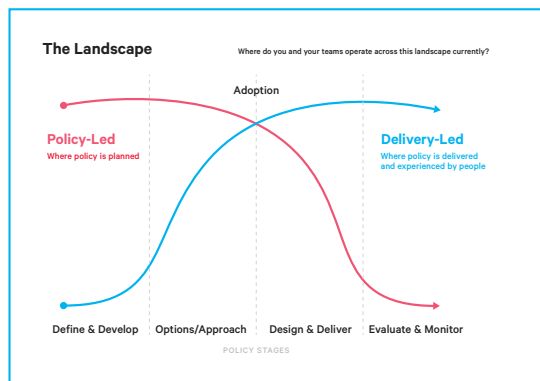 The Landscape
Where do you and your teams operate across this landscape currently?
Adoption
Policy-Led
Where policy is planned
Delivery-Led
Where policy is delivered
and experienced by people
Define & Develop
Options/Approach
Design & Deliver
Evaluate & Monitor
POLICY STAGES